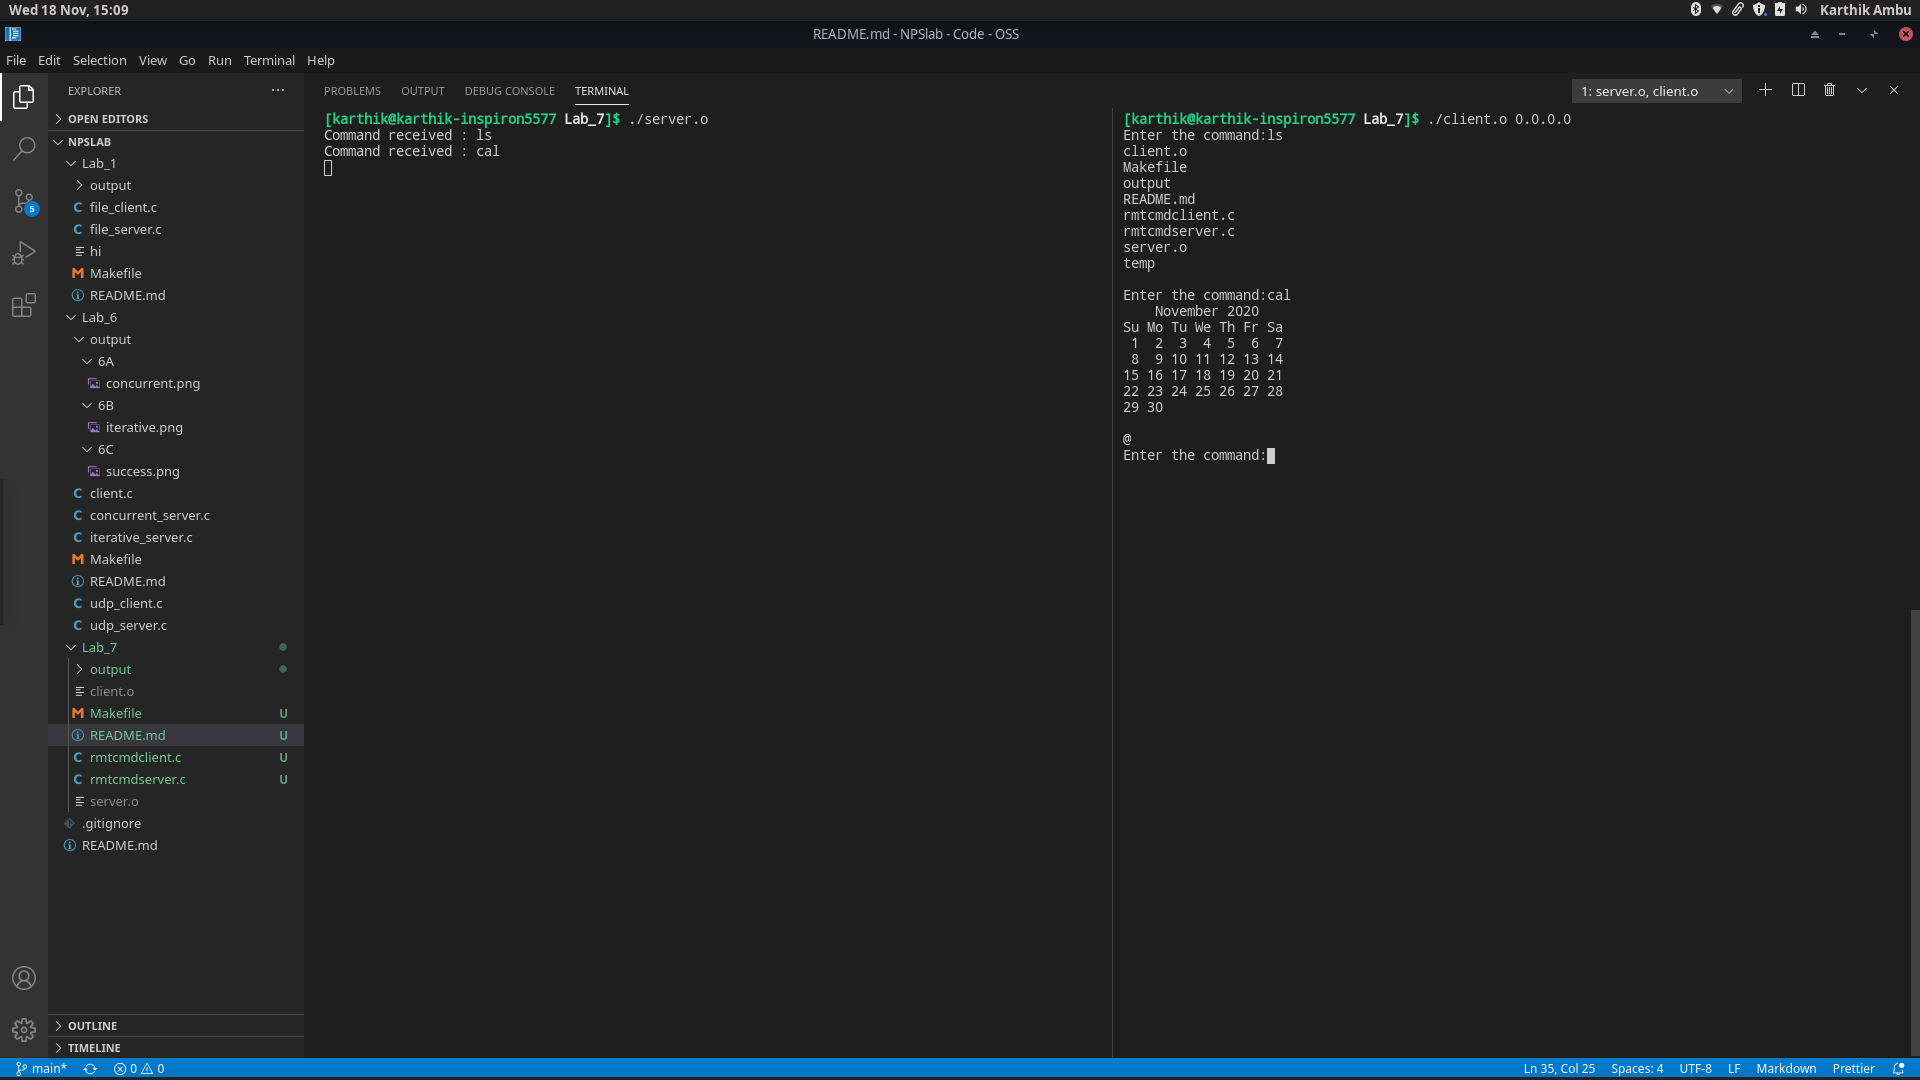 Wed 18 Nov, 15:09
Karthik Ambu
README.md - NPSlab - Code - OSS
File Edit Selection View Go Run Terminal Help
EXPLORER
OPEN EDITORS
NPSLAB
Lab_1
output
C file_client.c
C file_server.c
hi
M Makefile
README.md
Lab_6
output
6A
concurrent.png
6B
iterative.png
6C
success.png
C client.c
C concurrent_server.c
C iterative_server.c
M Makefile
README.md
C udp_client.c
C udp_server.c
Lab_7
output
client.o
M Makefile U
README.md U
C rmtcmdclient.c U
C rmtcmdserver.c U
server.o
.gitignore
README.md
OUTLINE
TIMELINE
5
PROBLEMS OUTPUT DEBUG CONSOLE TERMINAL
1: server.o, client.o
[karthik@karthik-inspiron5577 Lab_7]$ ./server.o
Command received : ls
Command received : cal
[karthik@karthik-inspiron5577 Lab_7]$ ./client.o 0.0.0.0
Enter the command:ls
client.o
Makefile
output
README.md
rmtcmdclient.c
rmtcmdserver.c
server.o
temp
Enter the command:cal
November 2020
Su Mo Tu We Th Fr Sa
1 2 3 4 5 6 7
8 9 10 11 12 13 14
15 16 17 18 19 20 21
22 23 24 25 26 27 28
29 30
@
Enter the command:
main* 0 0
Ln 35, Col 25 Spaces: 4 UTF-8 LF Markdown Prettier